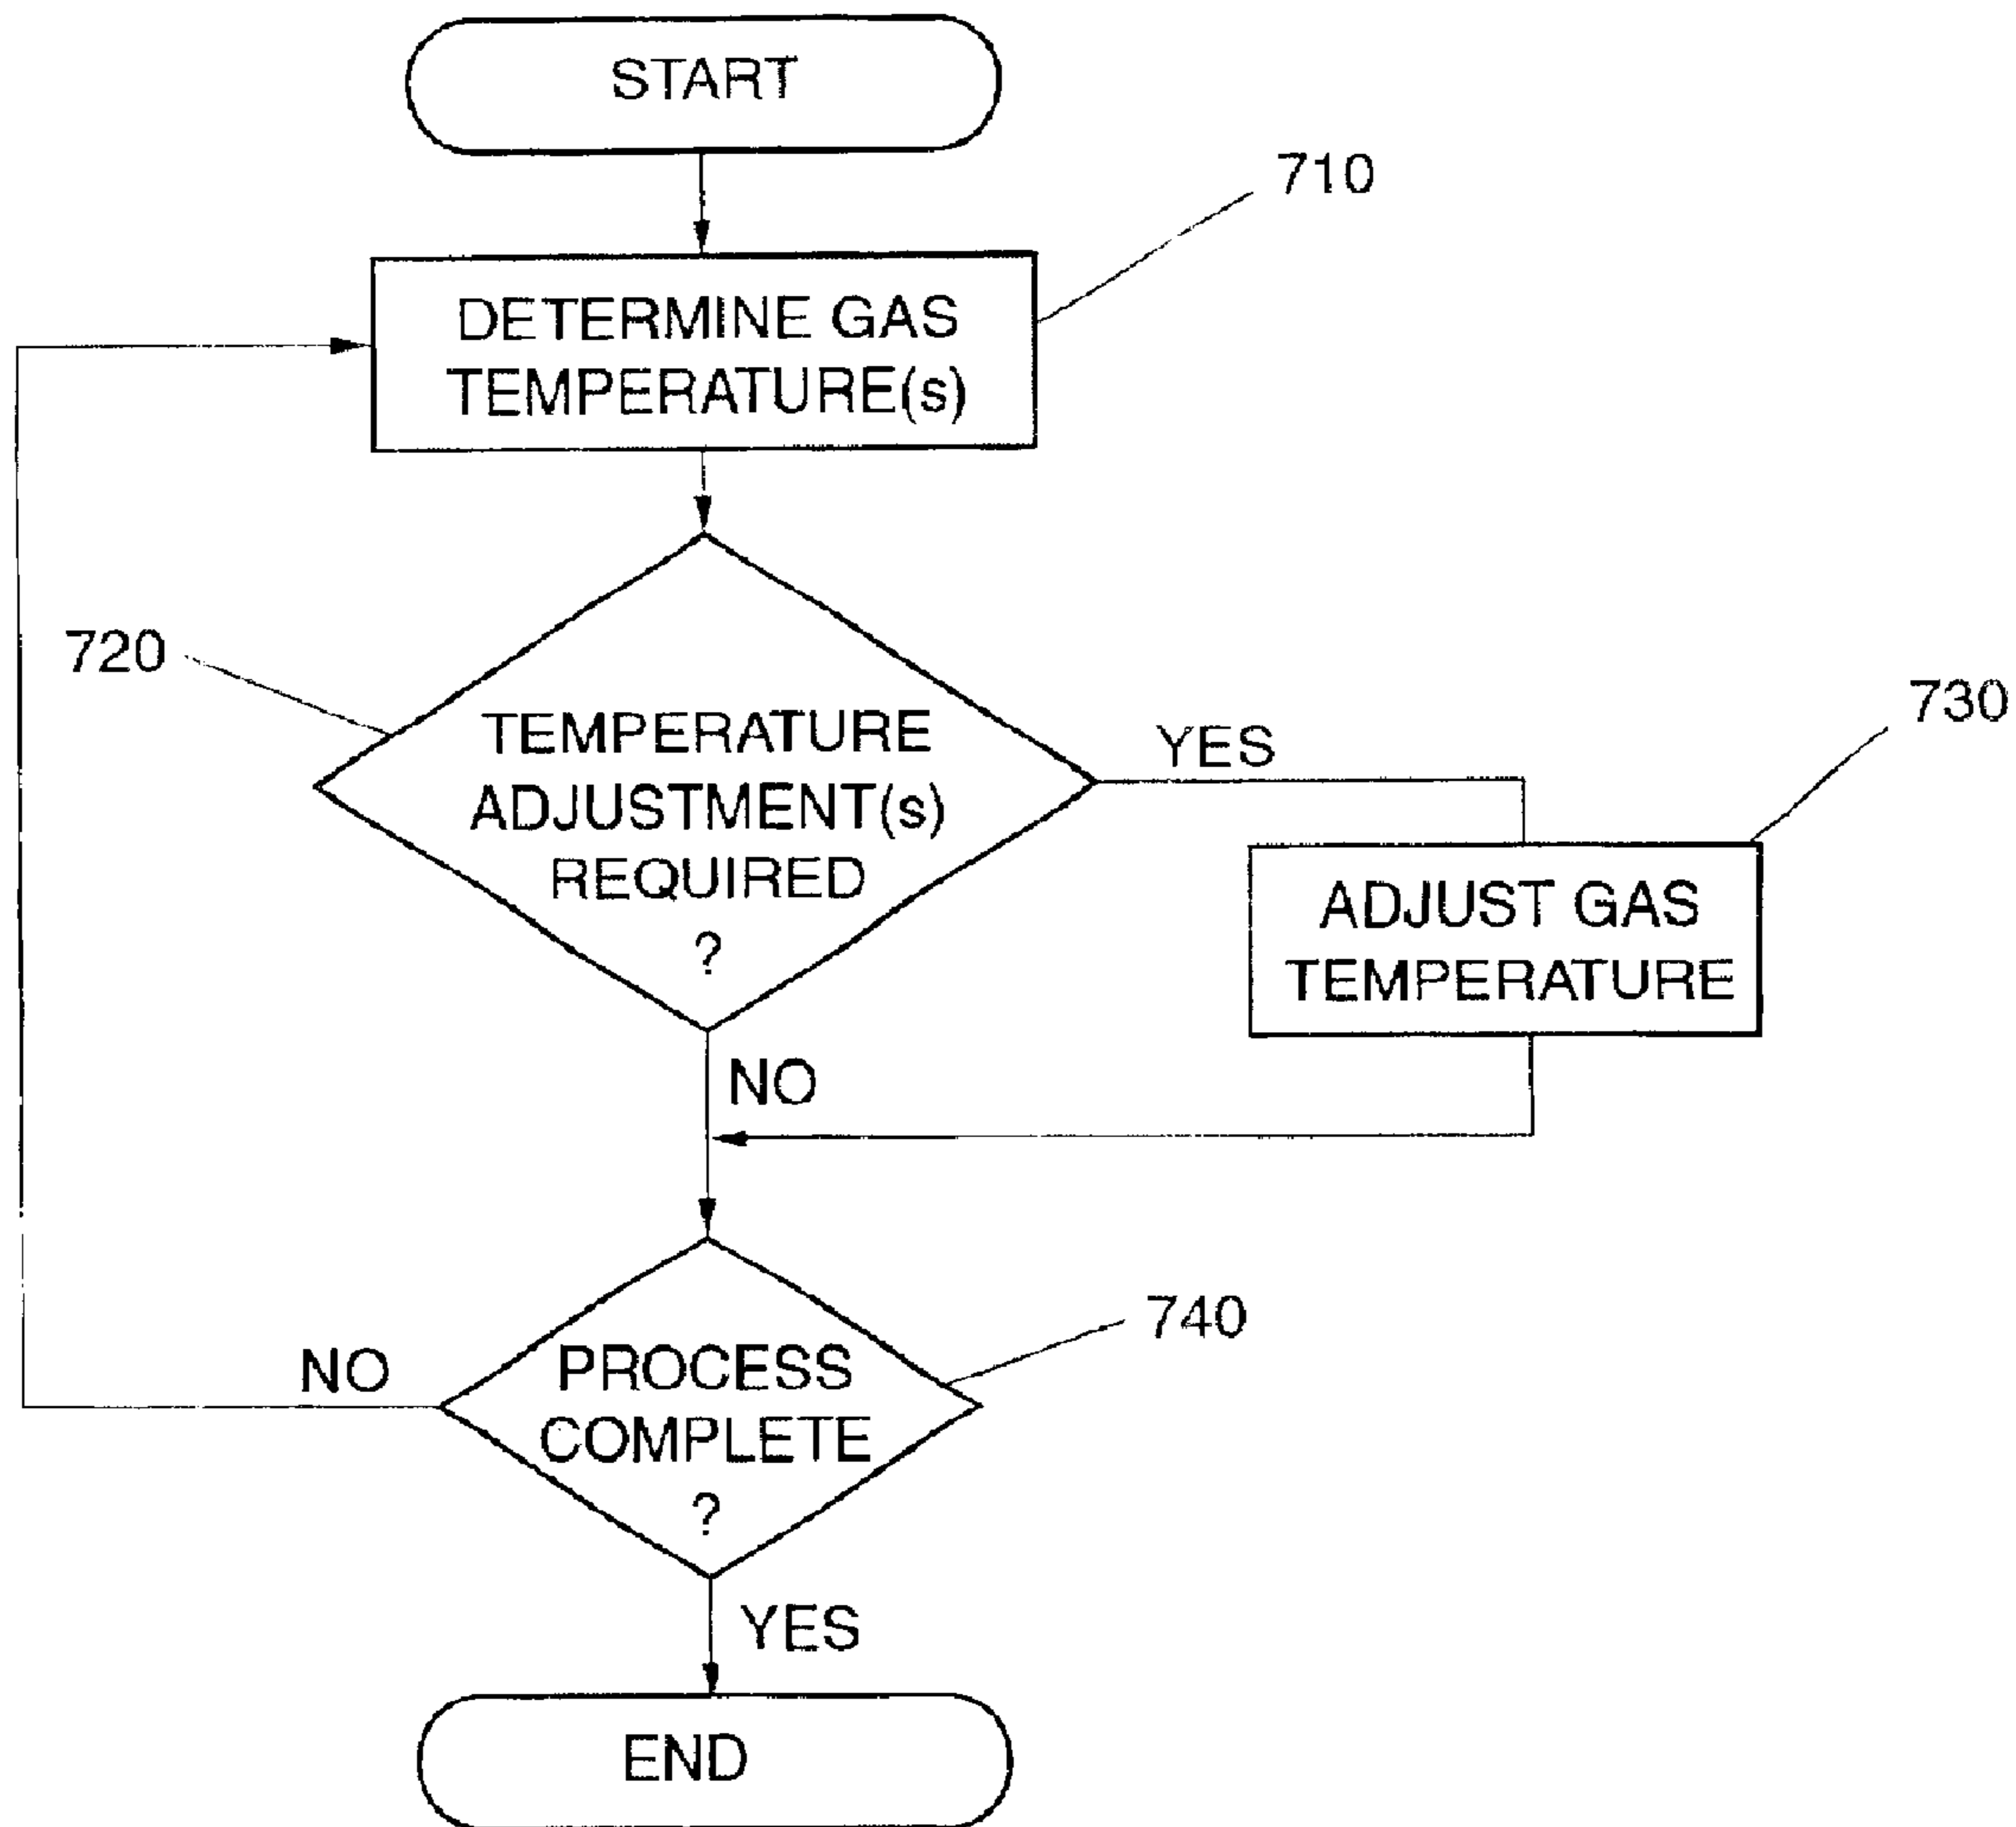 START
710
DETERMINE GAS
TEMPERATURE(s)
720
TEMPERATURE
ADJUSTMENT(s)
REQUIRED
?
YES
730
ADJUST GAS
TEMPERATURE
NO
740
NO
PROCESS
COMPLETE
?
YES
END